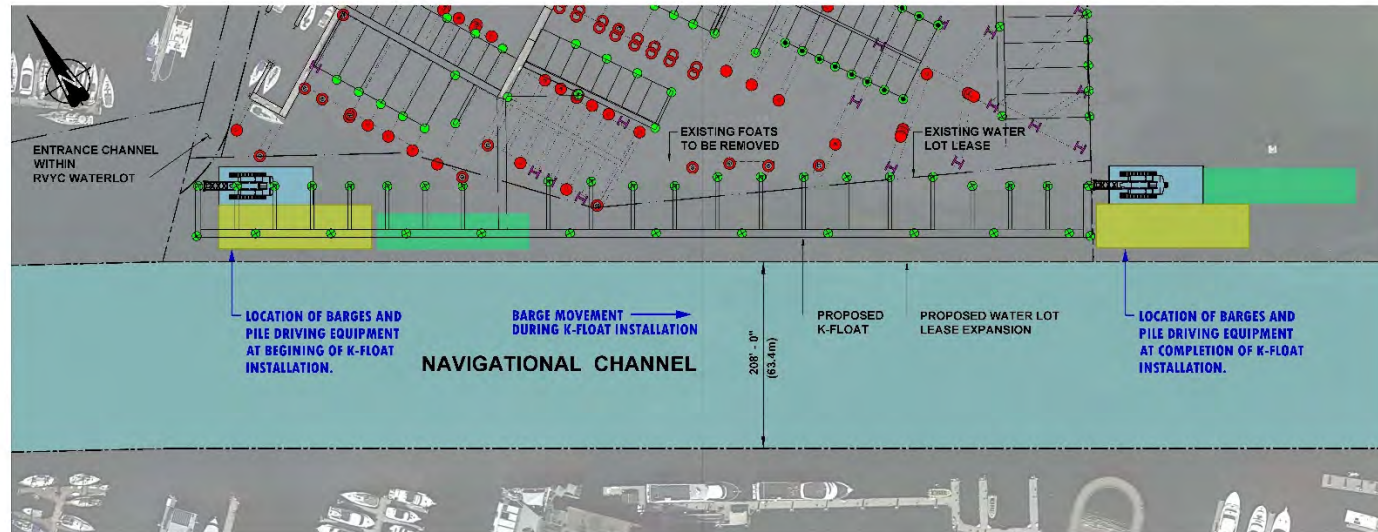 ENTRANCE CHANNEL
WITHIN
RVYC WATERLOT
EXISTING FOATS
TO BE REMOVED
EXISTING WATER
LOT LEASE
LOCATION OF BARGES AND
PILE DRIVING EQUIPMENT
AT BEGINING OF K-FLOAT
INSTALLATION.
BARGE MOVEMENT
DURING K-FLOAT INSTALLATION
NAVIGATIONAL CHANNEL
208' - 0"
(63.4m)
PROPOSED
K-FLOAT
PROPOSED WATER LOT
LEASE EXPANSION
LOCATION OF BARGES AND
PILE DRIVING EQUIPMENT
AT COMPLETION OF K-FLOAT
INSTALLATION.